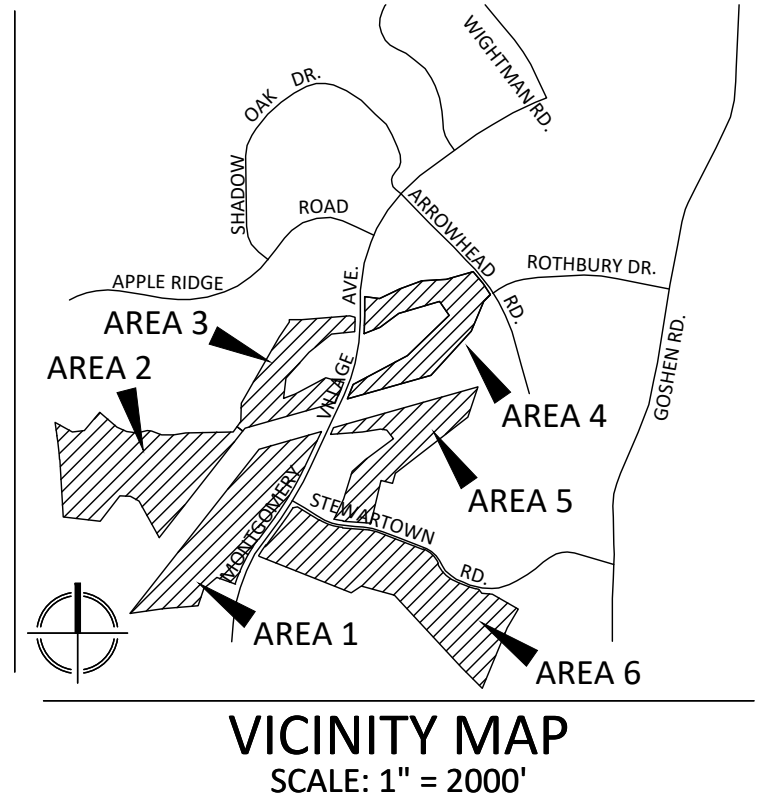 WIGHTMAN RD.
SHADOW OAK DR.
ROAD
ARROWHEAD RD.
ROTHBURY DR.
APPLE RIDGE
MONTGOMERY VILLAGE AVE.
AREA 3
GOSHEN RD.
AREA 2
AREA 4
AREA 5
STEWARTOWN RD.
AREA 1
AREA 6
VICINITY MAP
SCALE: 1" = 2000'